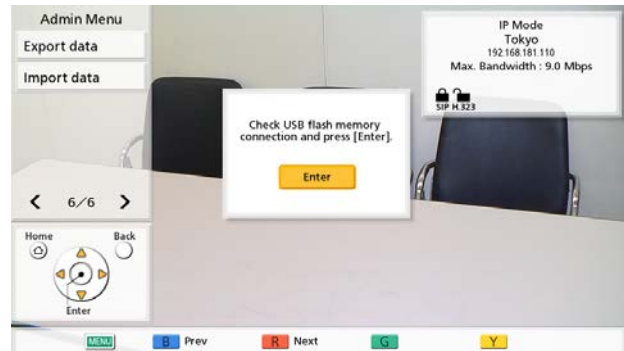 Admin Menu
Export data
Import data
6/6
Home
Back
Enter
IP Mode
Tokyo
192.168.181.110
Max. Bandwidth : 9.0 Mbps
SIP H.323
Check USB flash memory
connection and press [Enter].
Enter
MENU
B Prev
R Next
G
Y